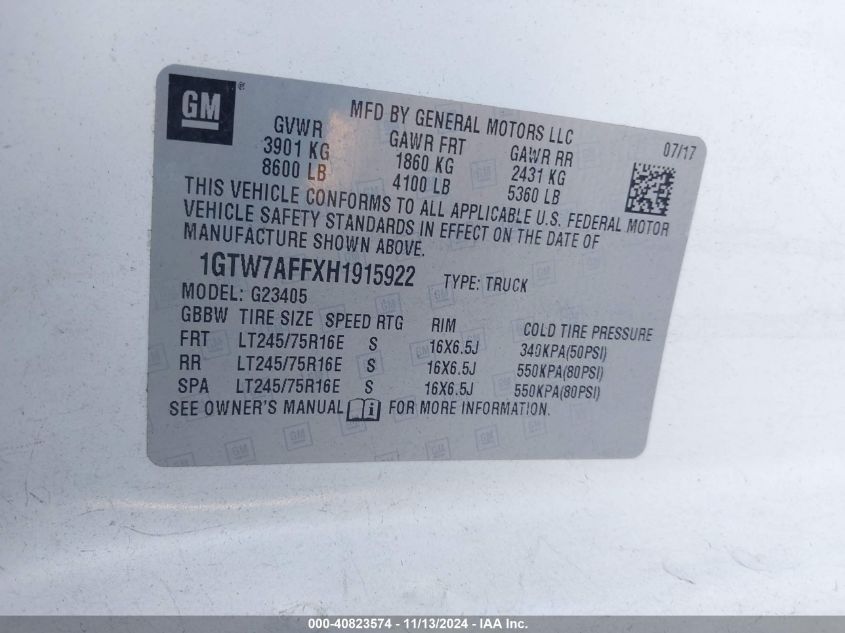 GM®
MFD BY GENERAL MOTORS LLC
07/17
GVWR GAWR FRT GAWR RR
3901 KG 1860 KG 2431 KG
8600 LB 4100 LB 5360 LB
THIS VEHICLE CONFORMS TO ALL APPLICABLE U.S. FEDERAL MOTOR
VEHICLE SAFETY STANDARDS IN EFFECT ON THE DATE OF
MANUFACTURE SHOWN ABOVE.
1GTW7AFFXH1915922 TYPE: TRUCK
MODEL: G23405
GBBW TIRE SIZE SPEED RTG RIM COLD TIRE PRESSURE
FRT LT245/75R16E S 16X6.5J 340KPA(50PSI)
RR LT245/75R16E S 16X6.5J 550KPA(80PSI)
SPA LT245/75R16E S 16X6.5J 550KPA(80PSI)
SEE OWNER'S MANUAL i FOR MORE INFORMATION.
000-40823574 - 11/13/2024 - IAA Inc.